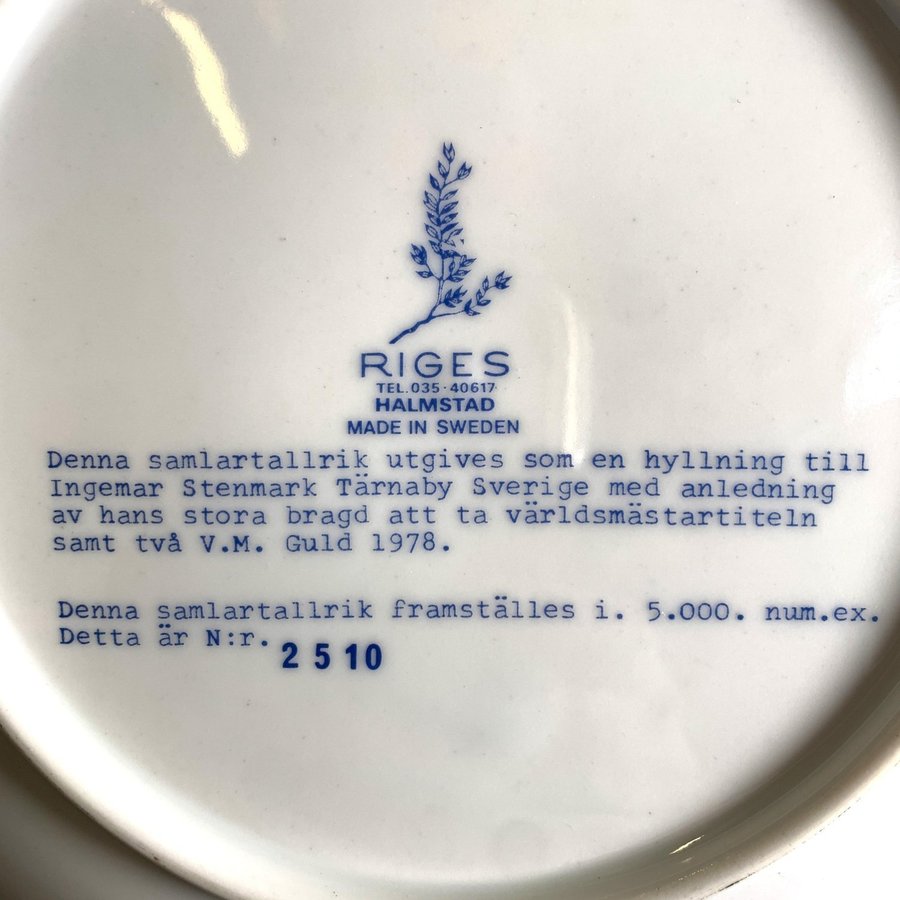 RIGES
TEL.035-40617
HALMSTAD
MADE IN SWEDEN
Denna samlartallrik utgives som en hyllning till
Ingemar Stenmark Tärnaby Sverige med anledning
av hans stora bragd att ta världsmästartiteln
samt två V.M. Guld 1978.
Denna samlartallrik framställes i. 5.000. num.ex.
Detta är N:r. 2510